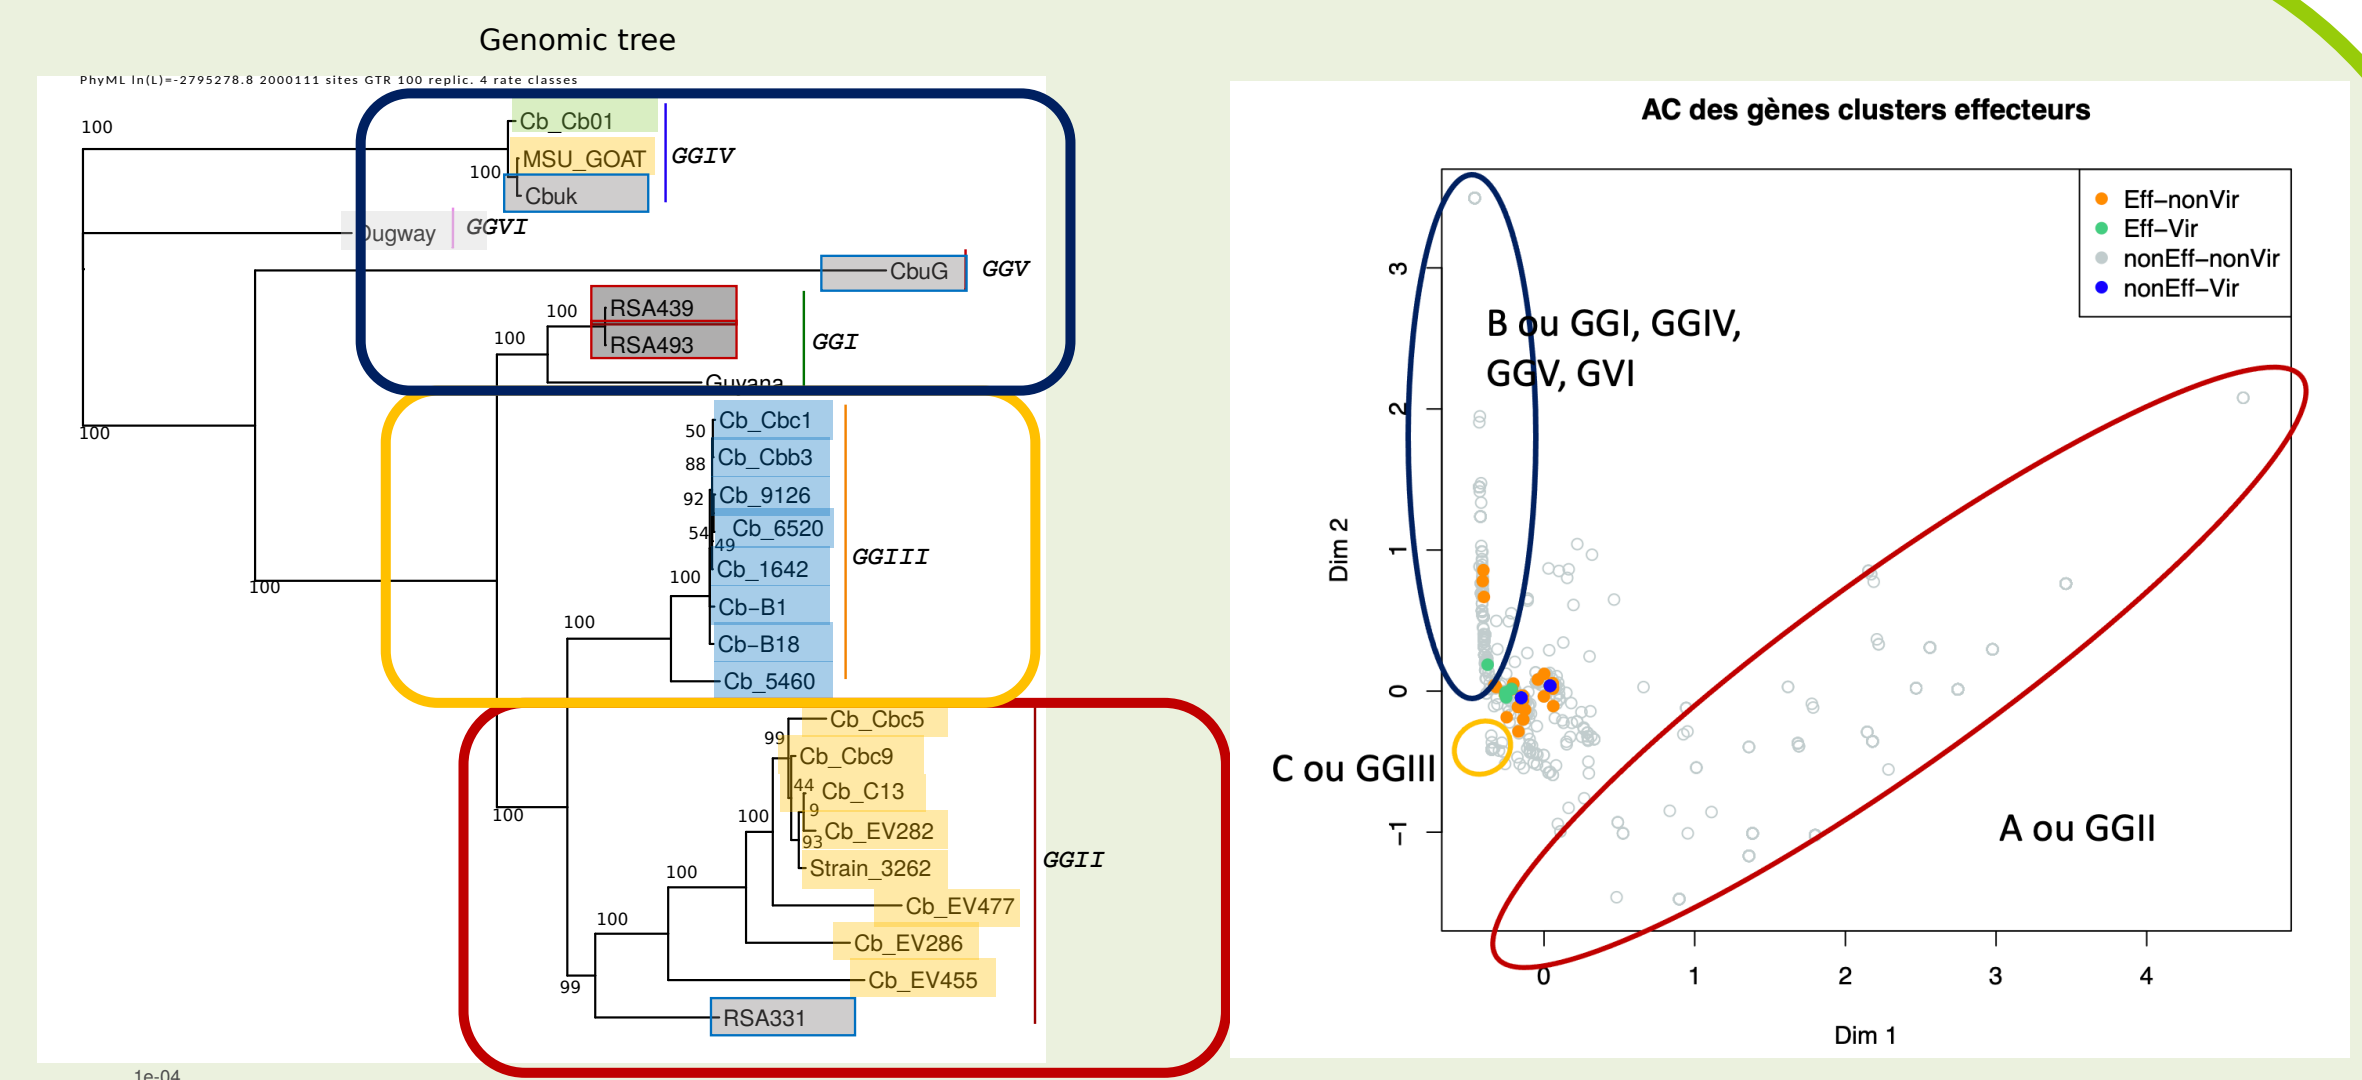 Genomic tree
PhyML ln(L)=-2795278.8 2000111 sites GTR 100 replic. 4 rate classes
100
Cb_Cb01
MSU_GOAT
GGIV
100
Cbuk
Dugway
GGVI
CbuG
GGV
100
RSA439
100
RSA493
GGI
Guyana
100
Cb_Cbc1
50
Cb_Cbb3
88
Cb_9126
92
Cb_6520
54
49
GGIII
Cb_1642
100
100
Cb-B1
100
Cb-B18
Cb_5460
Cb_Cbc5
99
Cb_Cbc9
44
Cb_C13
9
100
100
Cb_EV282
93
Strain_3262
GGII
100
Cb_EV477
100
Cb_EV286
Cb_EV455
99
RSA331
1e-04
AC des gènes clusters effecteurs
Eff-nonVir
Eff-Vir
nonEff-nonVir
nonEff-Vir
3
2
1
0
-1
Dim 2
B ou GGI, GGIV,
GGV, GVI
C ou GGIII
A ou GGII
0 1 2 3 4
Dim 1